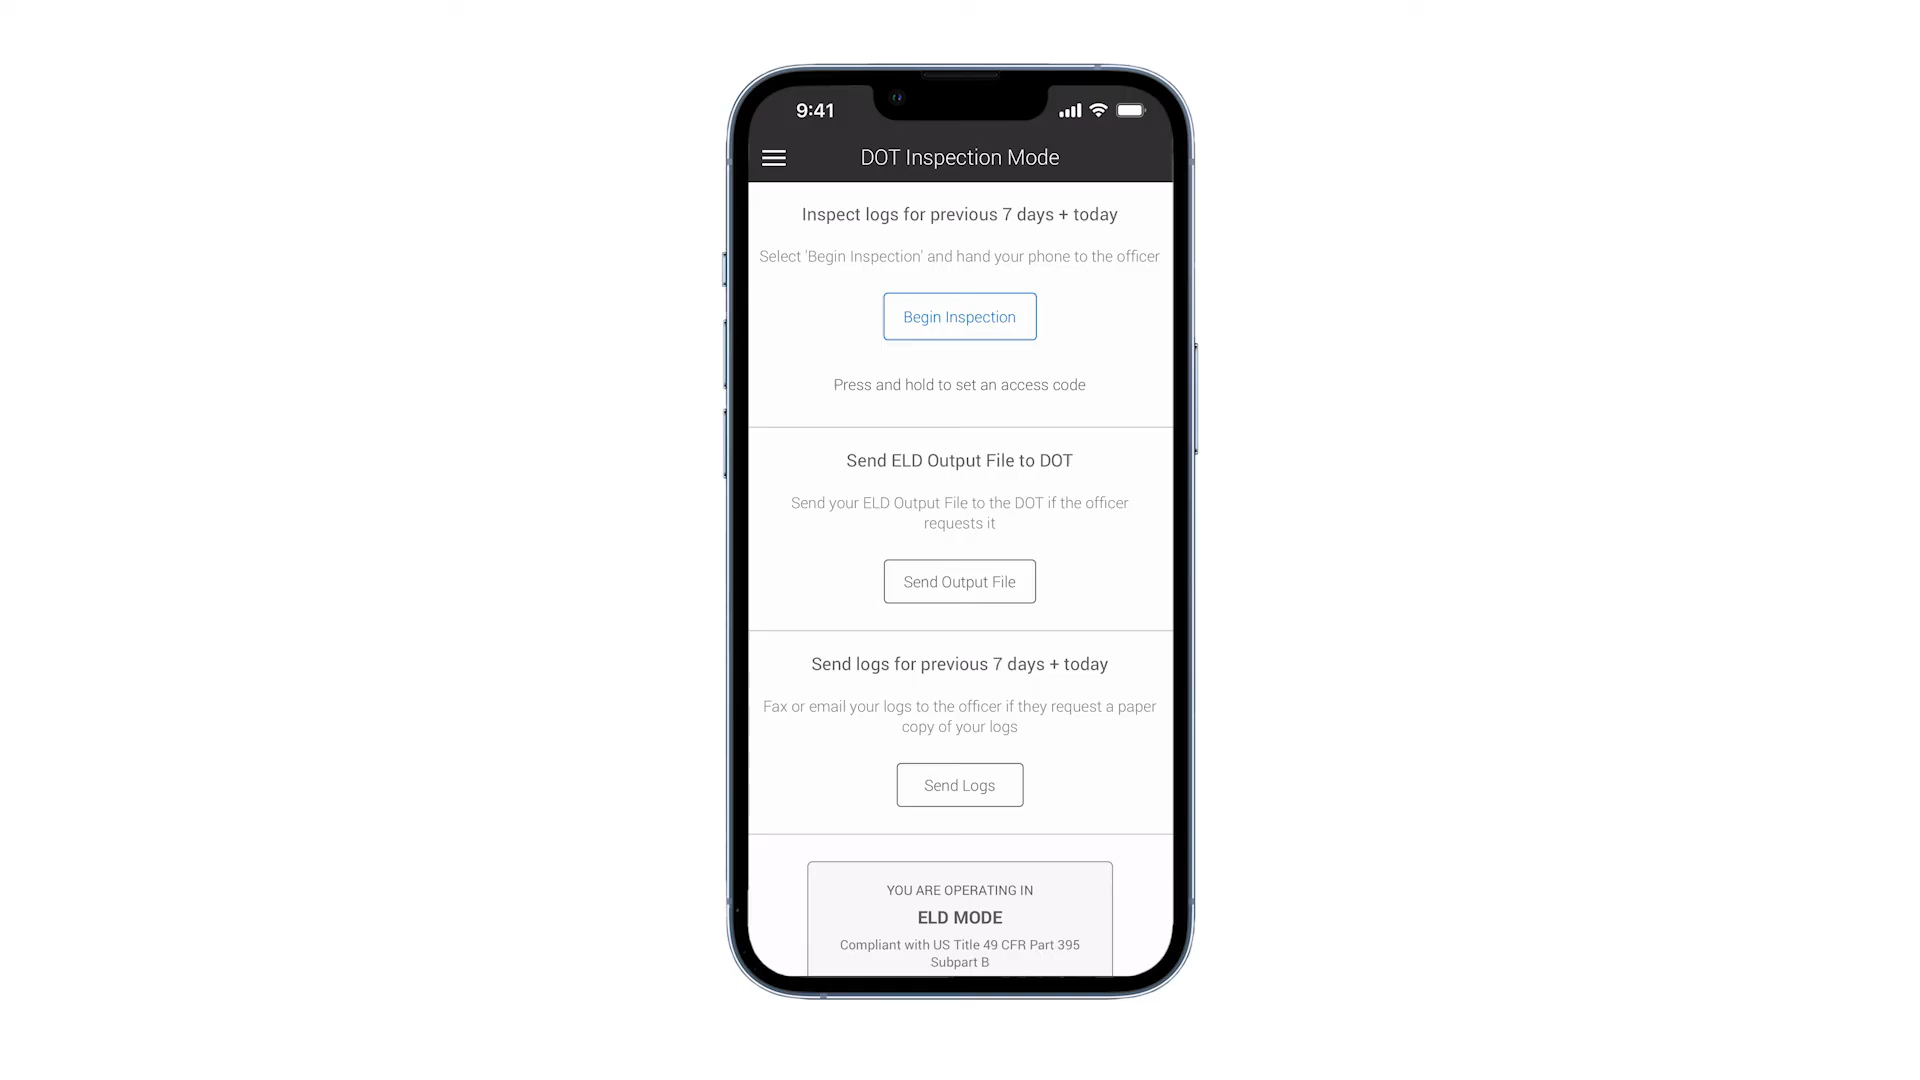 9:41
DOT Inspection Mode
Inspect logs for previous 7 days + today
Select 'Begin Inspection' and hand your phone to the officer
Begin Inspection
Press and hold to set an access code
Send ELD Output File to DOT
Send your ELD Output File to the DOT if the officer
requests it
Send Output File
Send logs for previous 7 days + today
Fax or email your logs to the officer if they request a paper
copy of your logs
Send Logs
YOU ARE OPERATING IN
ELD MODE
Compliant with US Title 49 CFR Part 395
Subpart B